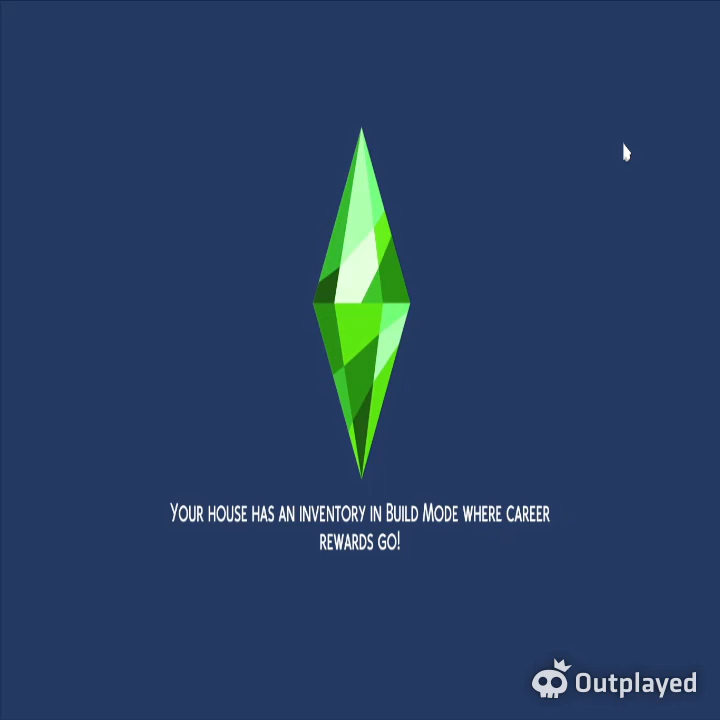 Your house has an inventory in Build Mode where career
rewards go!
Outplayed